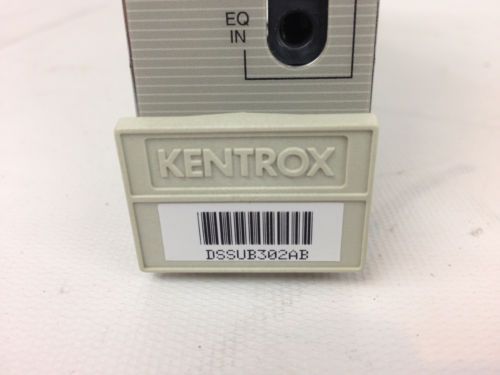 EQ
IN
KENTROX
DSSUB302AB